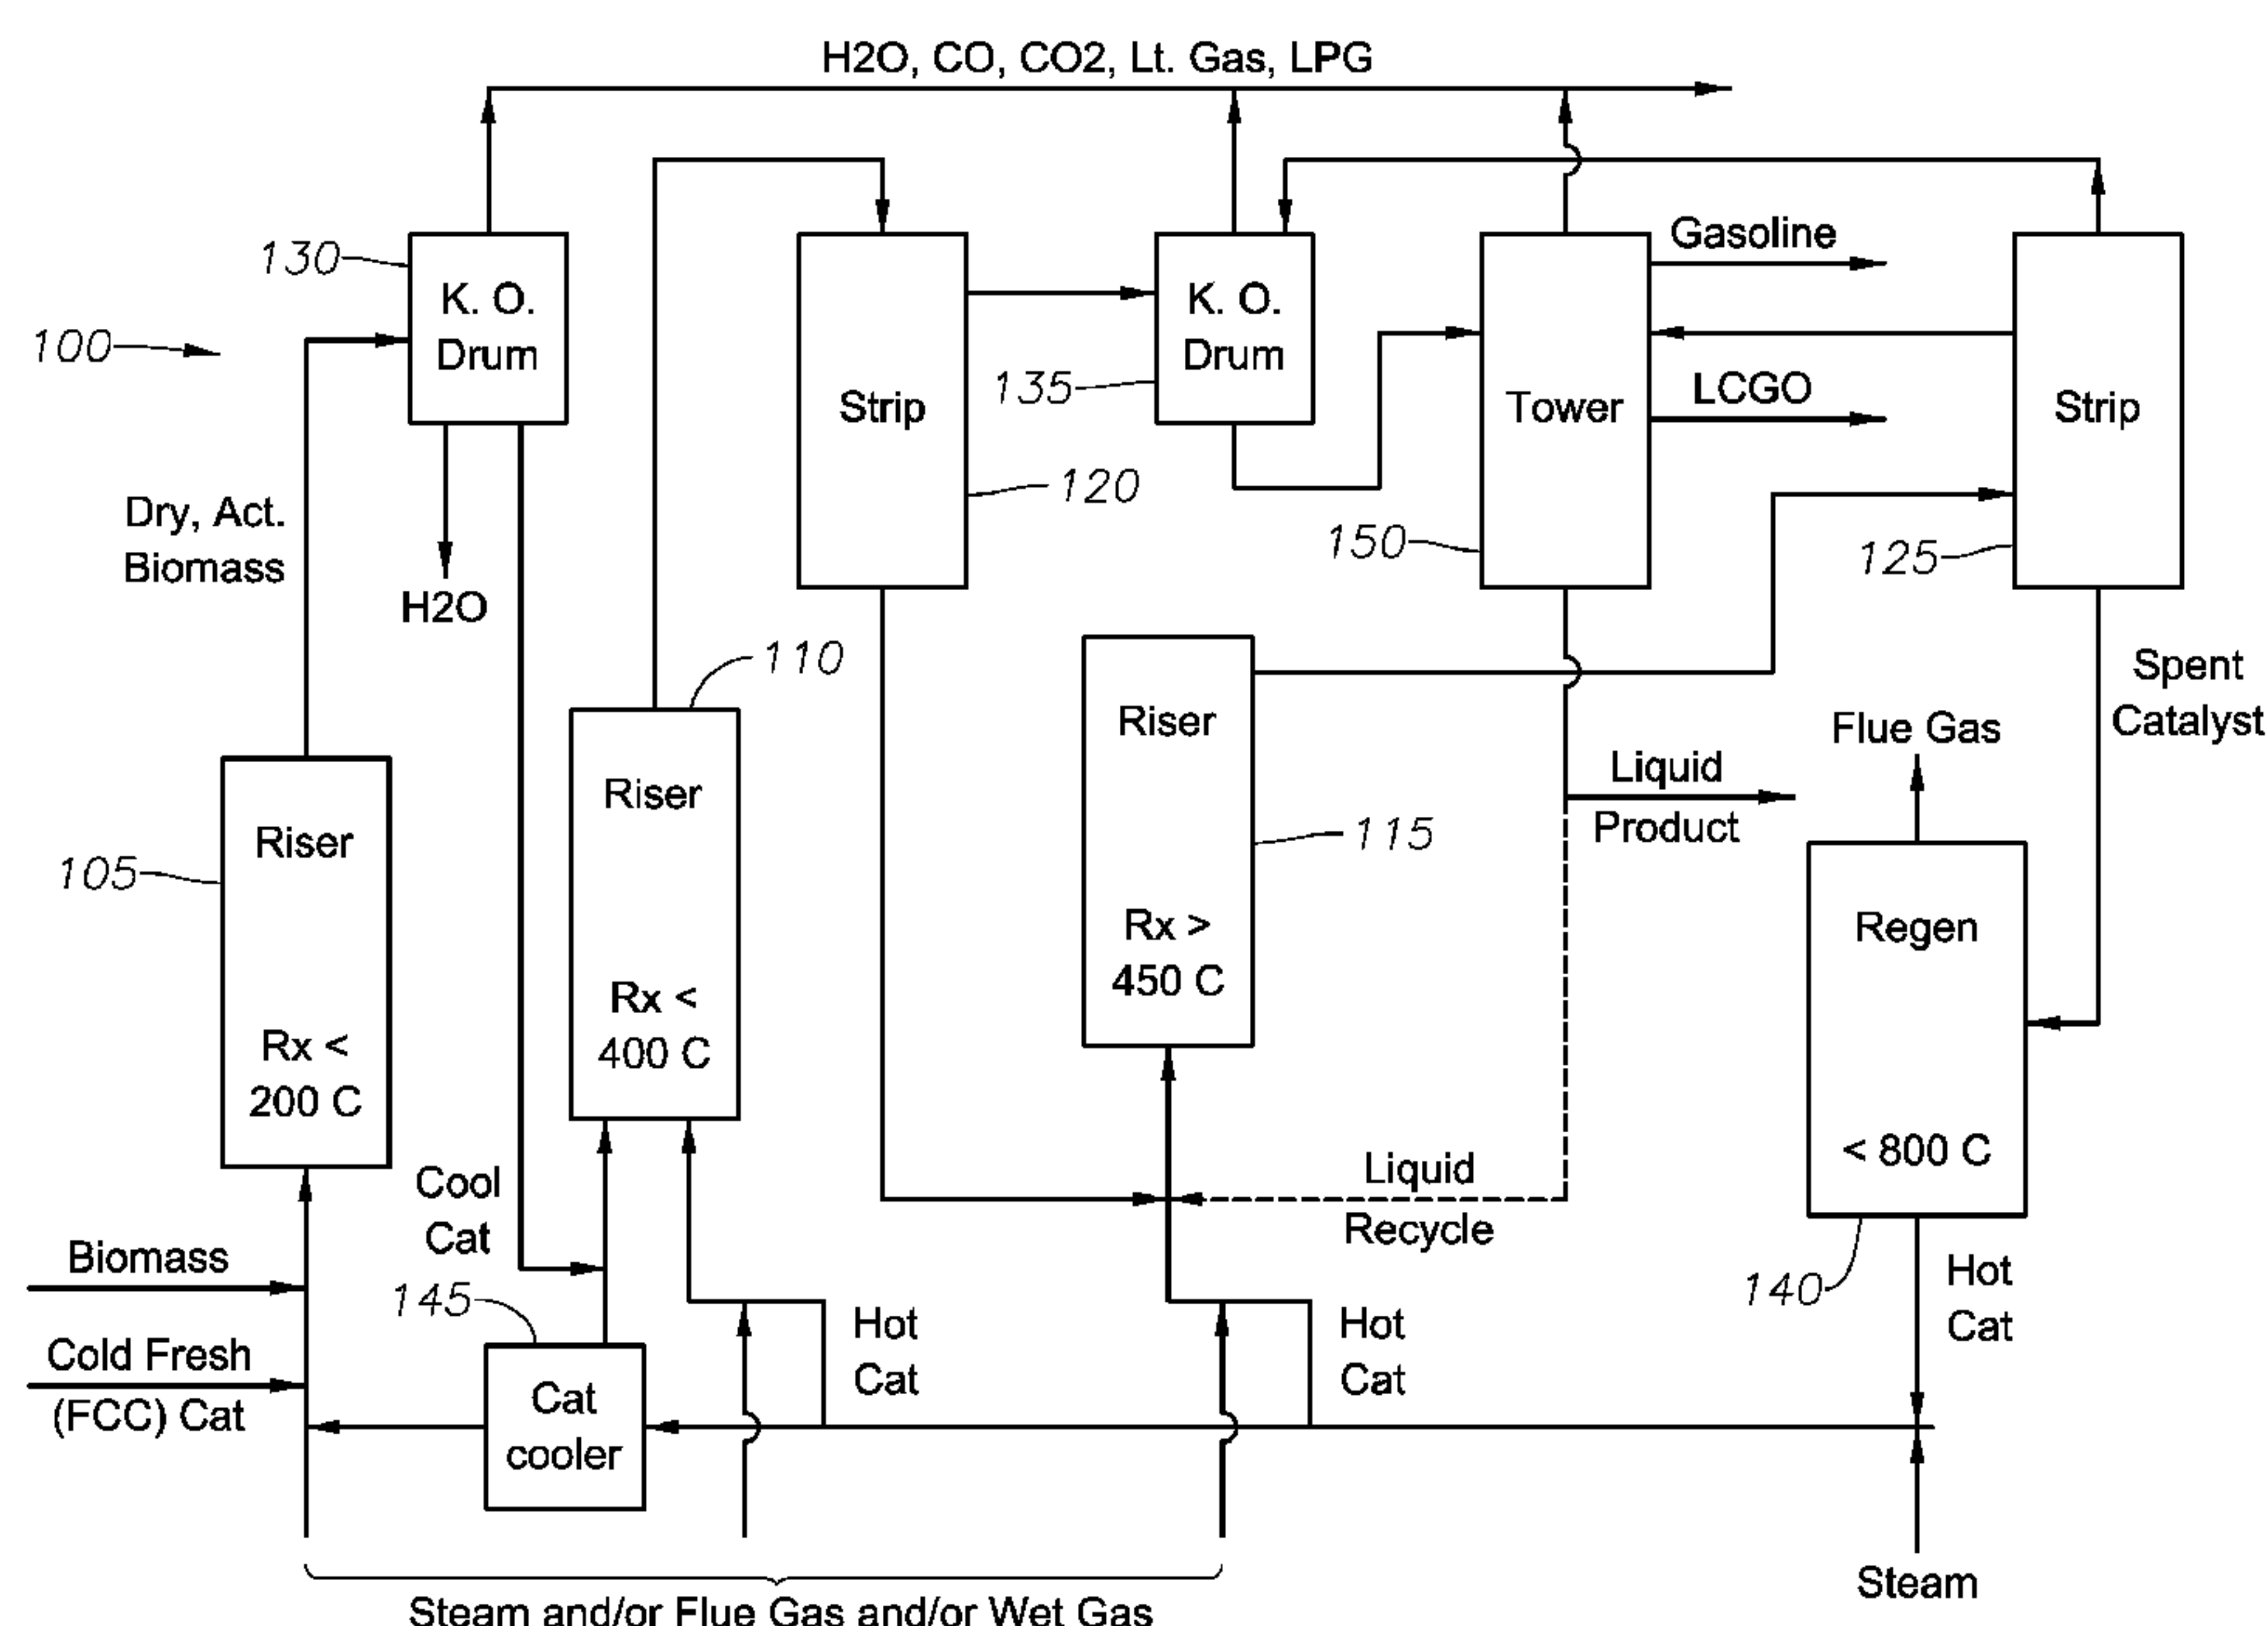 H2O, CO, CO2, Lt. Gas, LPG
130
K. O.
Drum
100
Strip
120
K. O.
Drum
135
Tower
150
Gasoline
LCGO
Strip
125
Dry, Act.
Biomass
H2O
110
Riser
Rx <
400 C
Riser
Rx >
450 C
115
Spent
Catalyst
Flue Gas
Liquid
Product
Regen
< 800 C
140
105
Riser
Rx <
200 C
Cool
Cat
Liquid
Recycle
Biomass
Cold Fresh
(FCC) Cat
145
Cat
cooler
Hot
Cat
Hot
Cat
Hot
Cat
Steam
Steam and/or Flue Gas and/or Wet Gas